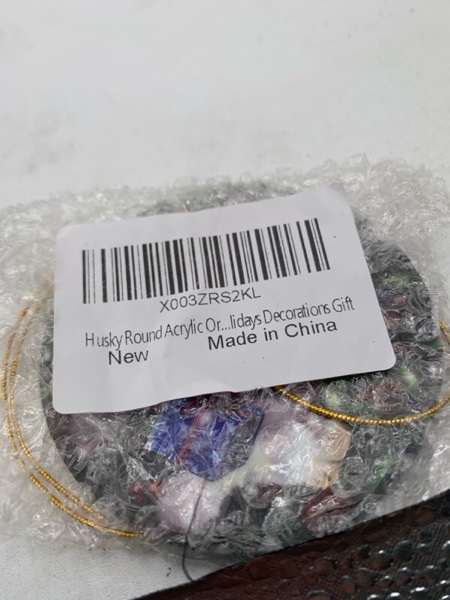 X003ZRS2KL
Husky Round Acrylic Or...lidays Decorations Gift
New Made in China